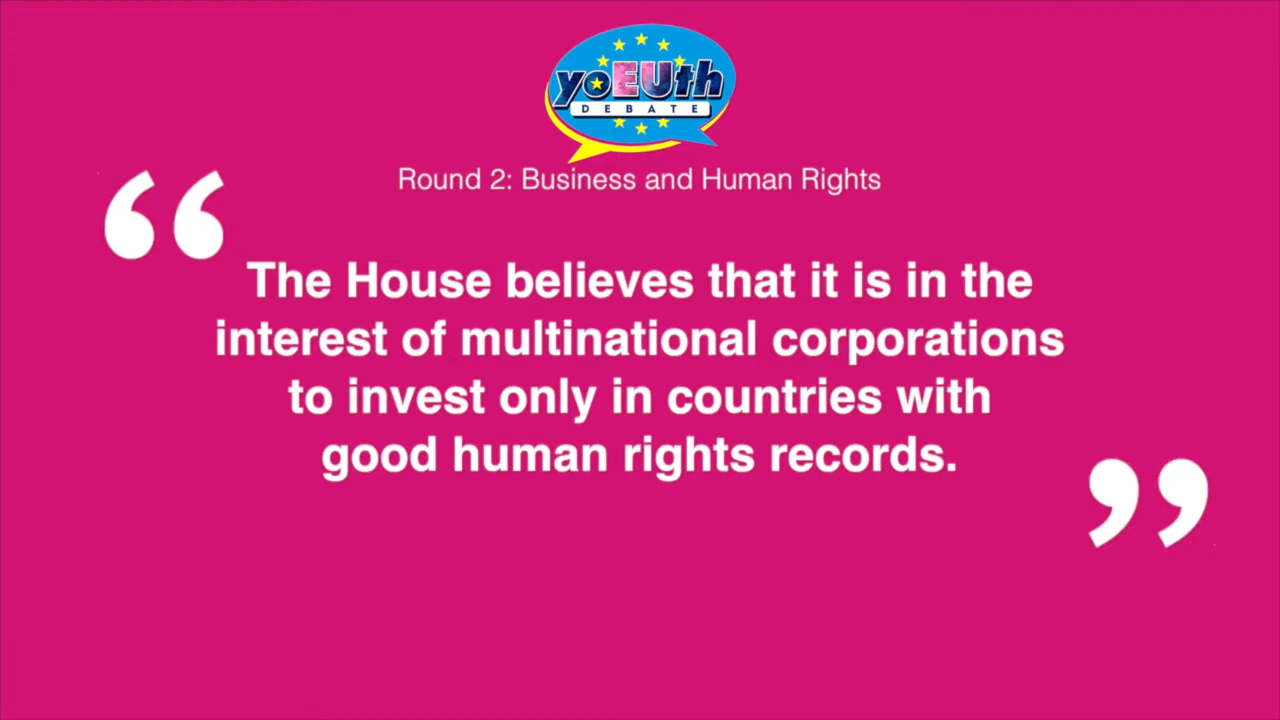 yoEUth
DEBATE
Round 2: Business and Human Rights
“
The House believes that it is in the
interest of multinational corporations
to invest only in countries with
good human rights records.
”